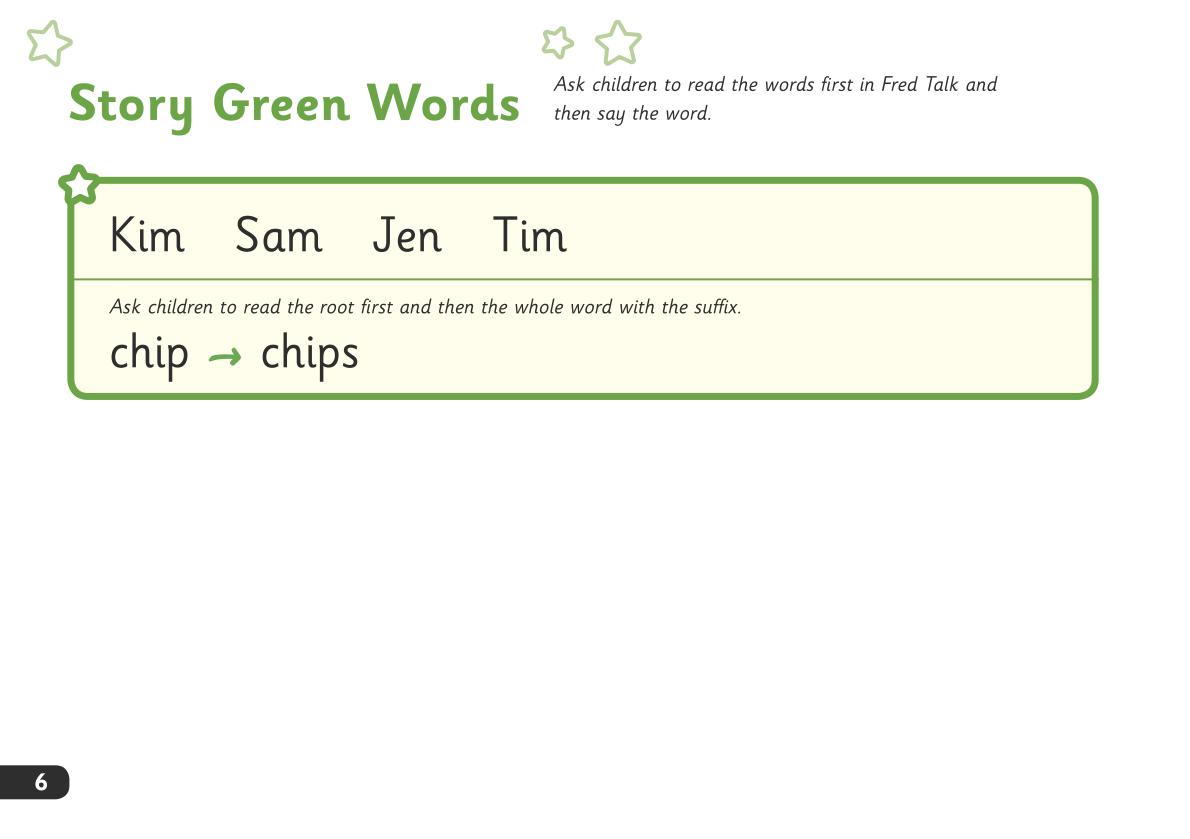 Story Green Words
Ask children to read the words first in Fred Talk and
then say the word.
Kim Sam Jen Tim
Ask children to read the root first and then the whole word with the suffix.
chip → chips
6